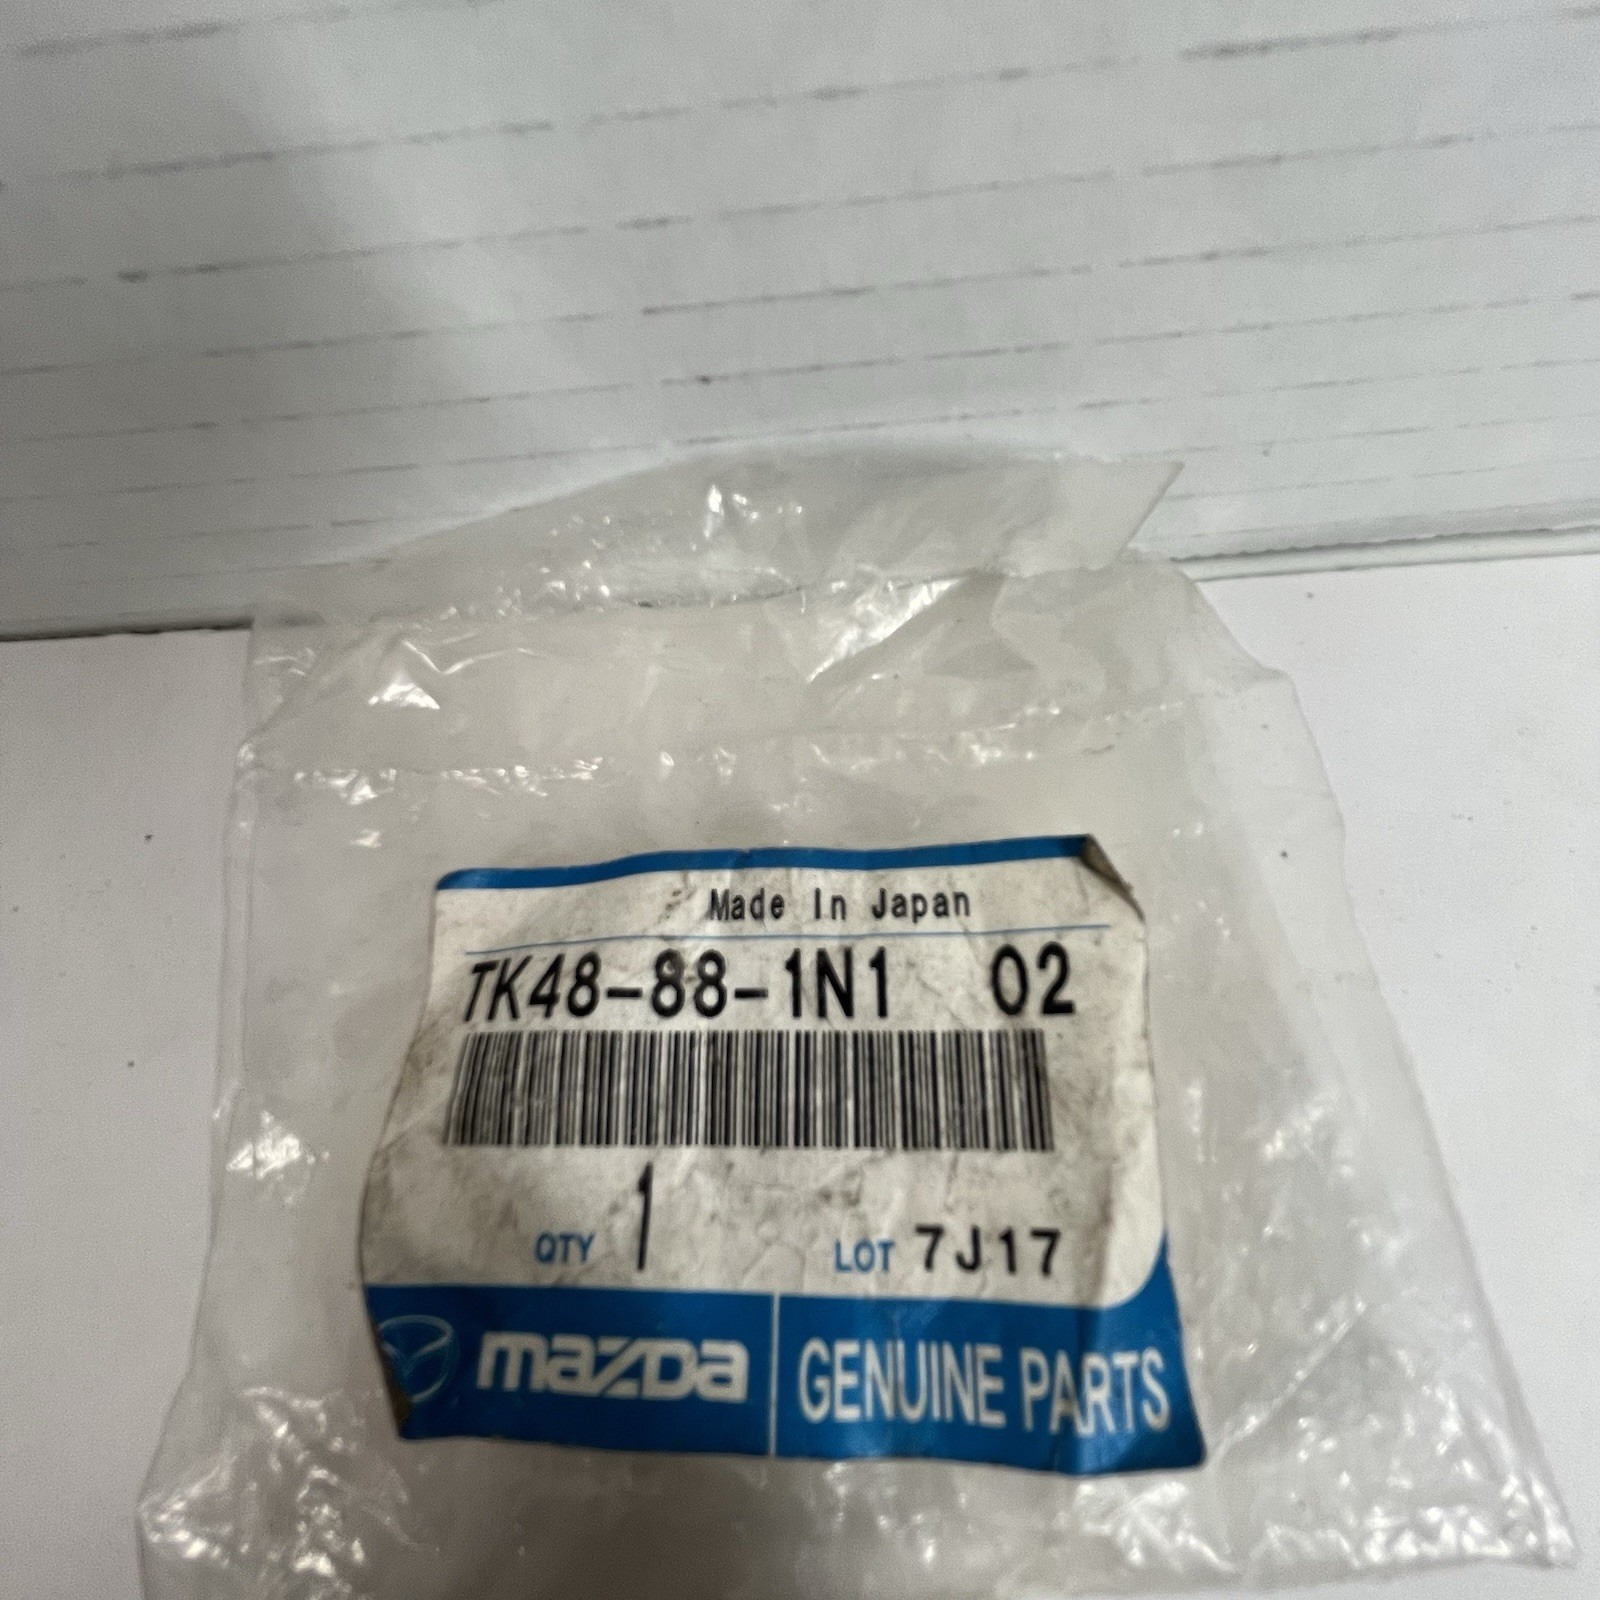 Made In Japan
TK48-88-1N1 02
QTY 1 LOT 7J17
mazda GENUINE PARTS